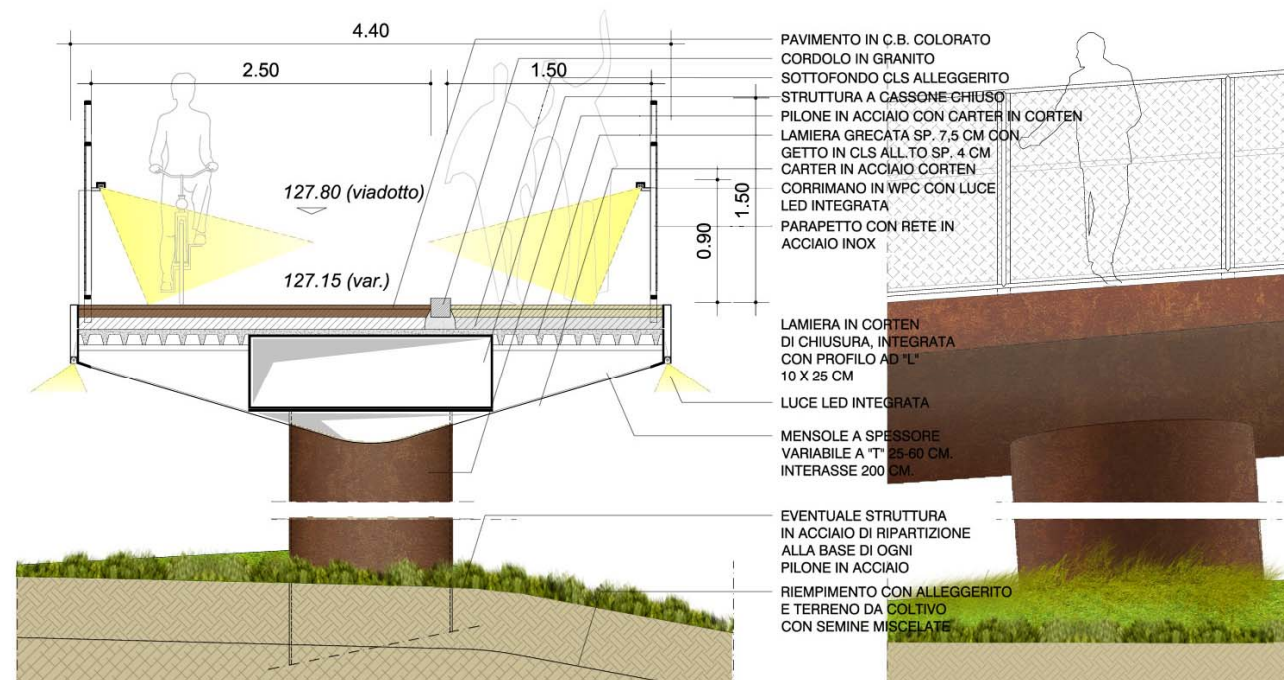 4.40
2.50
1.50
127.80 (viadotto)
127.15 (var.)
0.90
1.50
PAVIMENTO IN C.B. COLORATO
CORDOLO IN GRANITO
SOTTOFONDO CLS ALLEGGERITO
STRUTTURA A CASSONE CHIUSO
PILONE IN ACCIAIO CON CARTER IN CORTEN
LAMIERA GRECATA SP. 7,5 CM CON
GETTO IN CLS ALL.TO SP. 4 CM
CARTER IN ACCIAIO CORTEN
CORRIMANO IN WPC CON LUCE
LED INTEGRATA
PARAPETTO CON RETE IN
ACCIAIO INOX
LAMIERA IN CORTEN
DI CHIUSURA, INTEGRATA
CON PROFILO AD "L"
10 X 25 CM
LUCE LED INTEGRATA
MENSOLE A SPESSORE
VARIABILE A "T" 25-60 CM.
INTERASSE 200 CM.
EVENTUALE STRUTTURA
IN ACCIAIO DI RIPARTIZIONE
ALLA BASE DI OGNI
PILONE IN ACCIAIO
RIEMPIMENTO CON ALLEGGERITO
E TERRENO DA COLTIVO
CON SEMINE MISCELATE